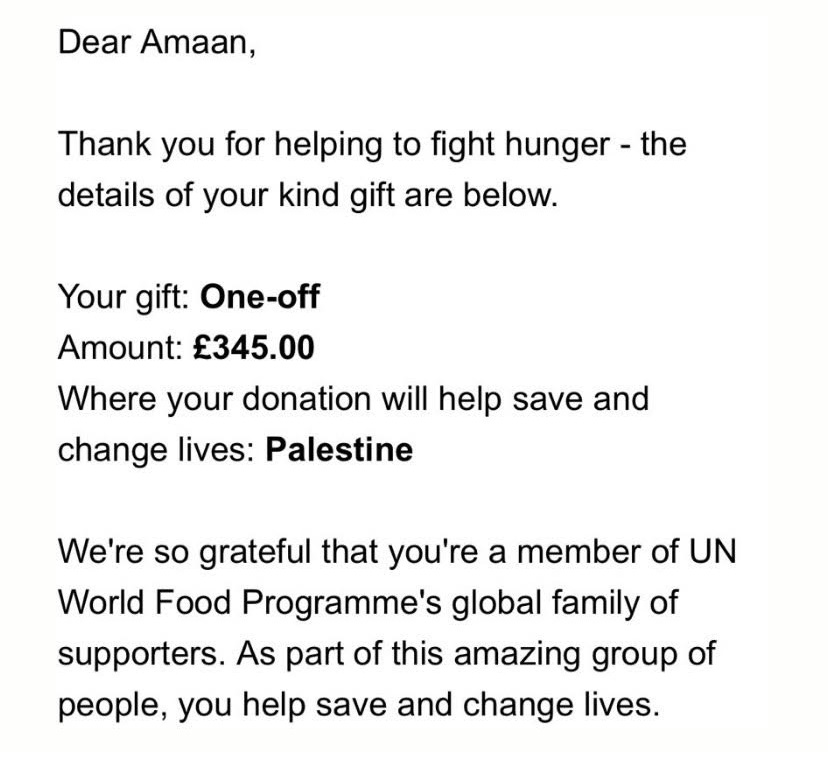 Dear Amaan,
Thank you for helping to fight hunger - the
details of your kind gift are below.
Your gift: One-off
Amount: £345.00
Where your donation will help save and
change lives: Palestine
We're so grateful that you're a member of UN
World Food Programme's global family of
supporters. As part of this amazing group of
people, you help save and change lives.